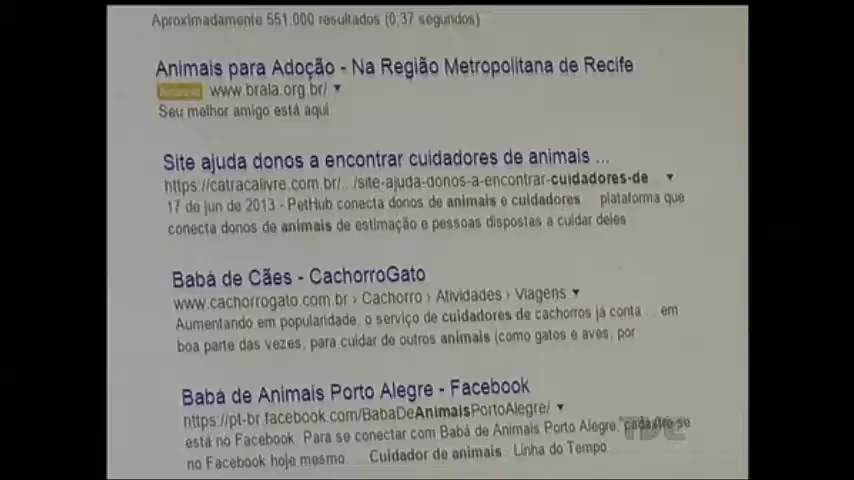 Aproximadamente 551.000 resultados (0,37 segundos)
Animais para Adoção - Na Região Metropolitana de Recife
www.brala.org.br/
Seu melhor amigo está aqui
Site ajuda donos a encontrar cuidadores de animais ...
https://catracalivre.com.br/.../site-ajuda-donos-a-encontrar-cuidadores-de
17 de jun de 2013 - PetHub conecta donos de animais e cuidadores plataforma que
conecta donos de animais de estimação e pessoas dispostas a cuidar deles
Babá de Cães - CachorroGato
www.cachorrogato.com.br › Cachorro › Atividades › Viagens
Aumentando em popularidade, o serviço de cuidadores de cachorros já conta ... em
boa parte das vezes, para cuidar de outros animais (como gatos e aves, por
Babá de Animais Porto Alegre - Facebook
https://pt-br.facebook.com/BabaDeAnimaisPortoAlegre/
está no Facebook. Para se conectar com Babá de Animais Porto Alegre, cadastre-se
no Facebook hoje mesmo ... Cuidador de animais · Linha do Tempo